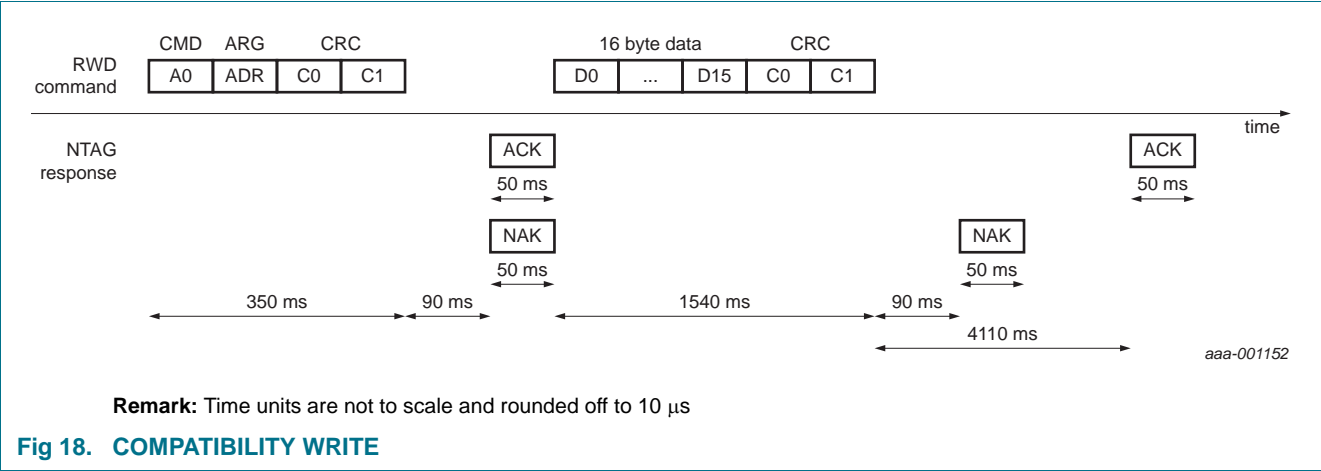 CMD ARG CRC 16 byte data CRC
RWD
command
A0 ADR C0 C1 D0 ... D15 C0 C1
time
NTAG
response
ACK ACK
50 ms 50 ms
NAK NAK
50 ms 50 ms
350 ms 90 ms 1540 ms 90 ms
4110 ms
aaa-001152
Remark: Time units are not to scale and rounded off to 10 μs
Fig 18. COMPATIBILITY WRITE